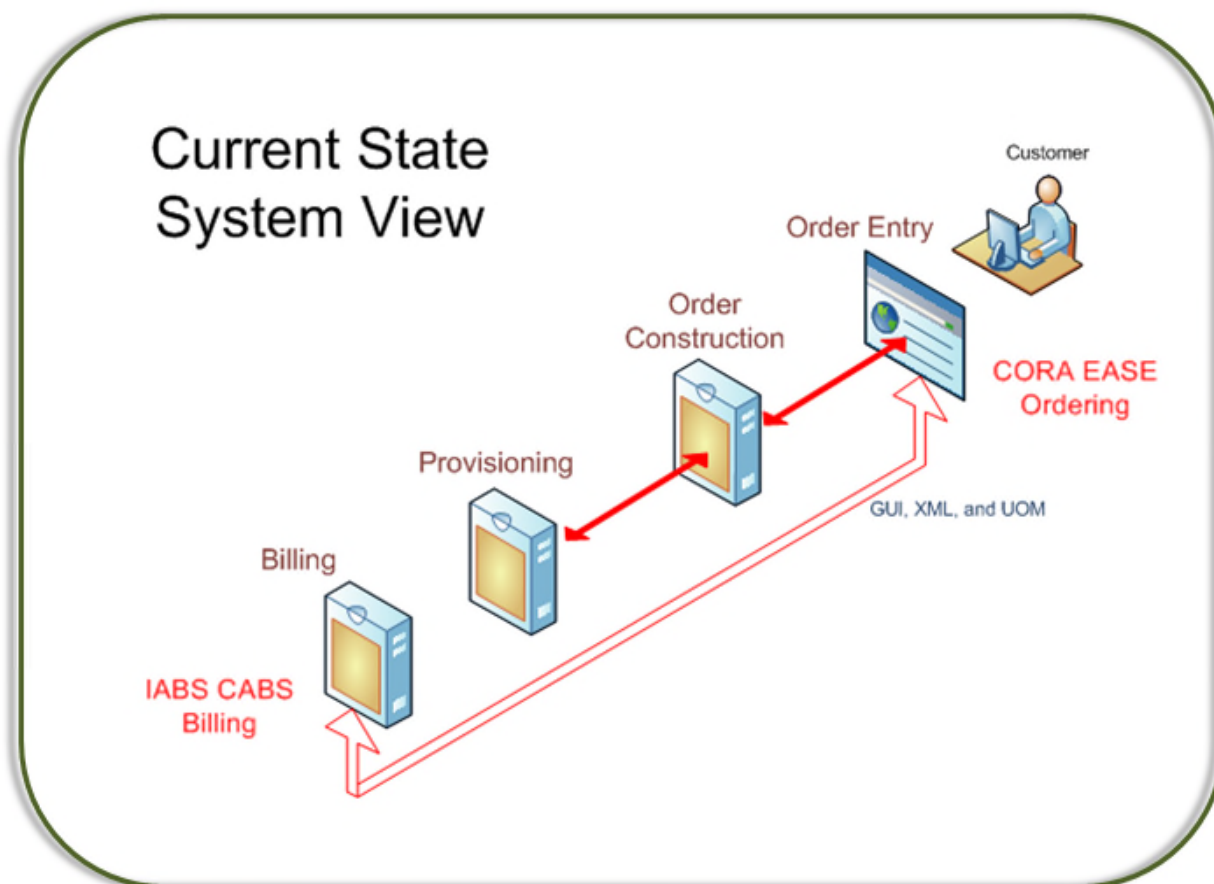 Current State
System View
Customer
Order Entry
Order
Construction
CORA EASE
Ordering
Provisioning
GUI, XML, and UOM
Billing
IABS CABS
Billing